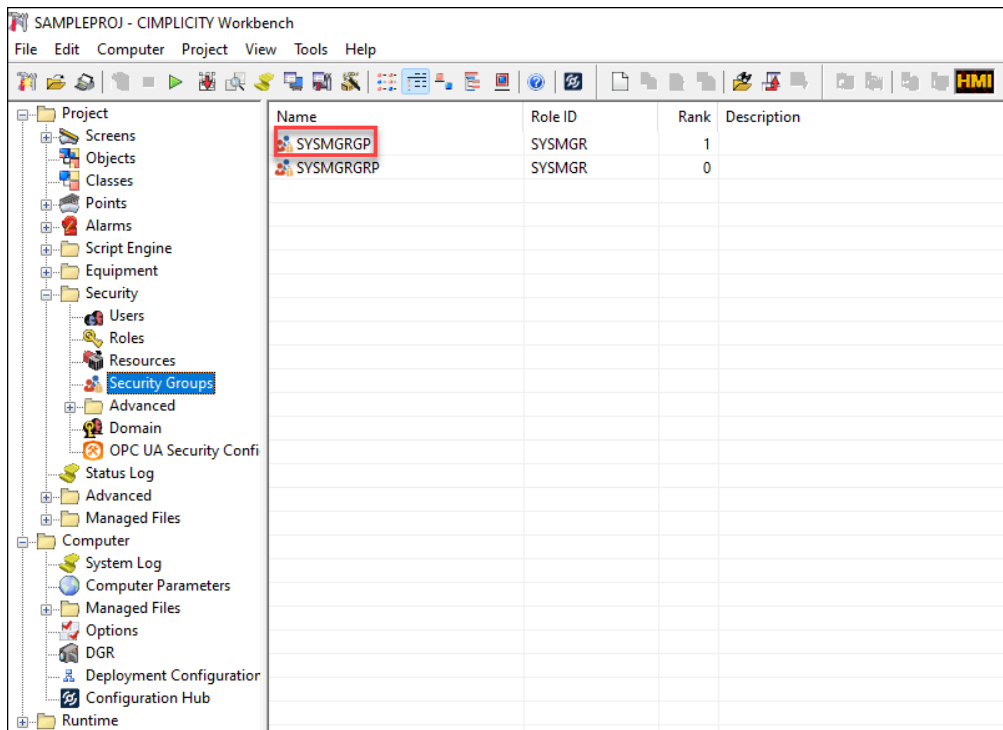 SAMPLEPROJ - CIMPLICITY Workbench
File Edit Computer Project View Tools Help
HMI
Project
Screens
Objects
Classes
Points
Alarms
Script Engine
Equipment
Security
Users
Roles
Resources
Security Groups
Advanced
Domain
OPC UA Security Confi
Status Log
Advanced
Managed Files
Computer
System Log
Computer Parameters
Managed Files
Options
DGR
Deployment Configuration
Configuration Hub
Runtime
Name Role ID Rank Description
SYSMGRGP SYSMGR 1
SYSMGRGRP SYSMGR 0